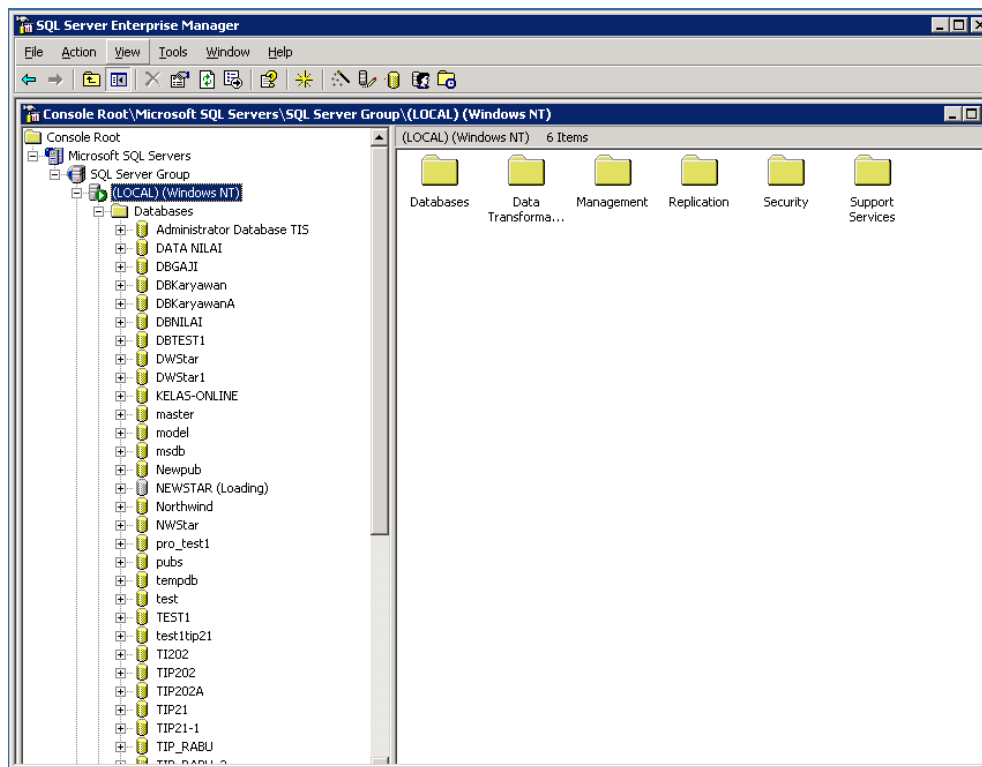 SQL Server Enterprise Manager
File Action View Tools Window Help
Console Root\Microsoft SQL Servers\SQL Server Group\(LOCAL) (Windows NT)
Console Root
Microsoft SQL Servers
SQL Server Group
(LOCAL) (Windows NT)
Databases
Administrator Database TIS
DATA NILAI
DBGAJI
DBKaryawan
DBKaryawanA
DBNILAI
DBTEST1
DWStar
DWStar1
KELAS-ONLINE
master
model
msdb
Newpub
NEWSTAR (Loading)
Northwind
NWStar
pro_test1
pubs
tempdb
test
TEST1
test1tip21
TI202
TIP202
TIP202A
TIP21
TIP21-1
TIP_RABU
(LOCAL) (Windows NT) 6 Items
Databases
Data
Transforma...
Management
Replication
Security
Support
Services